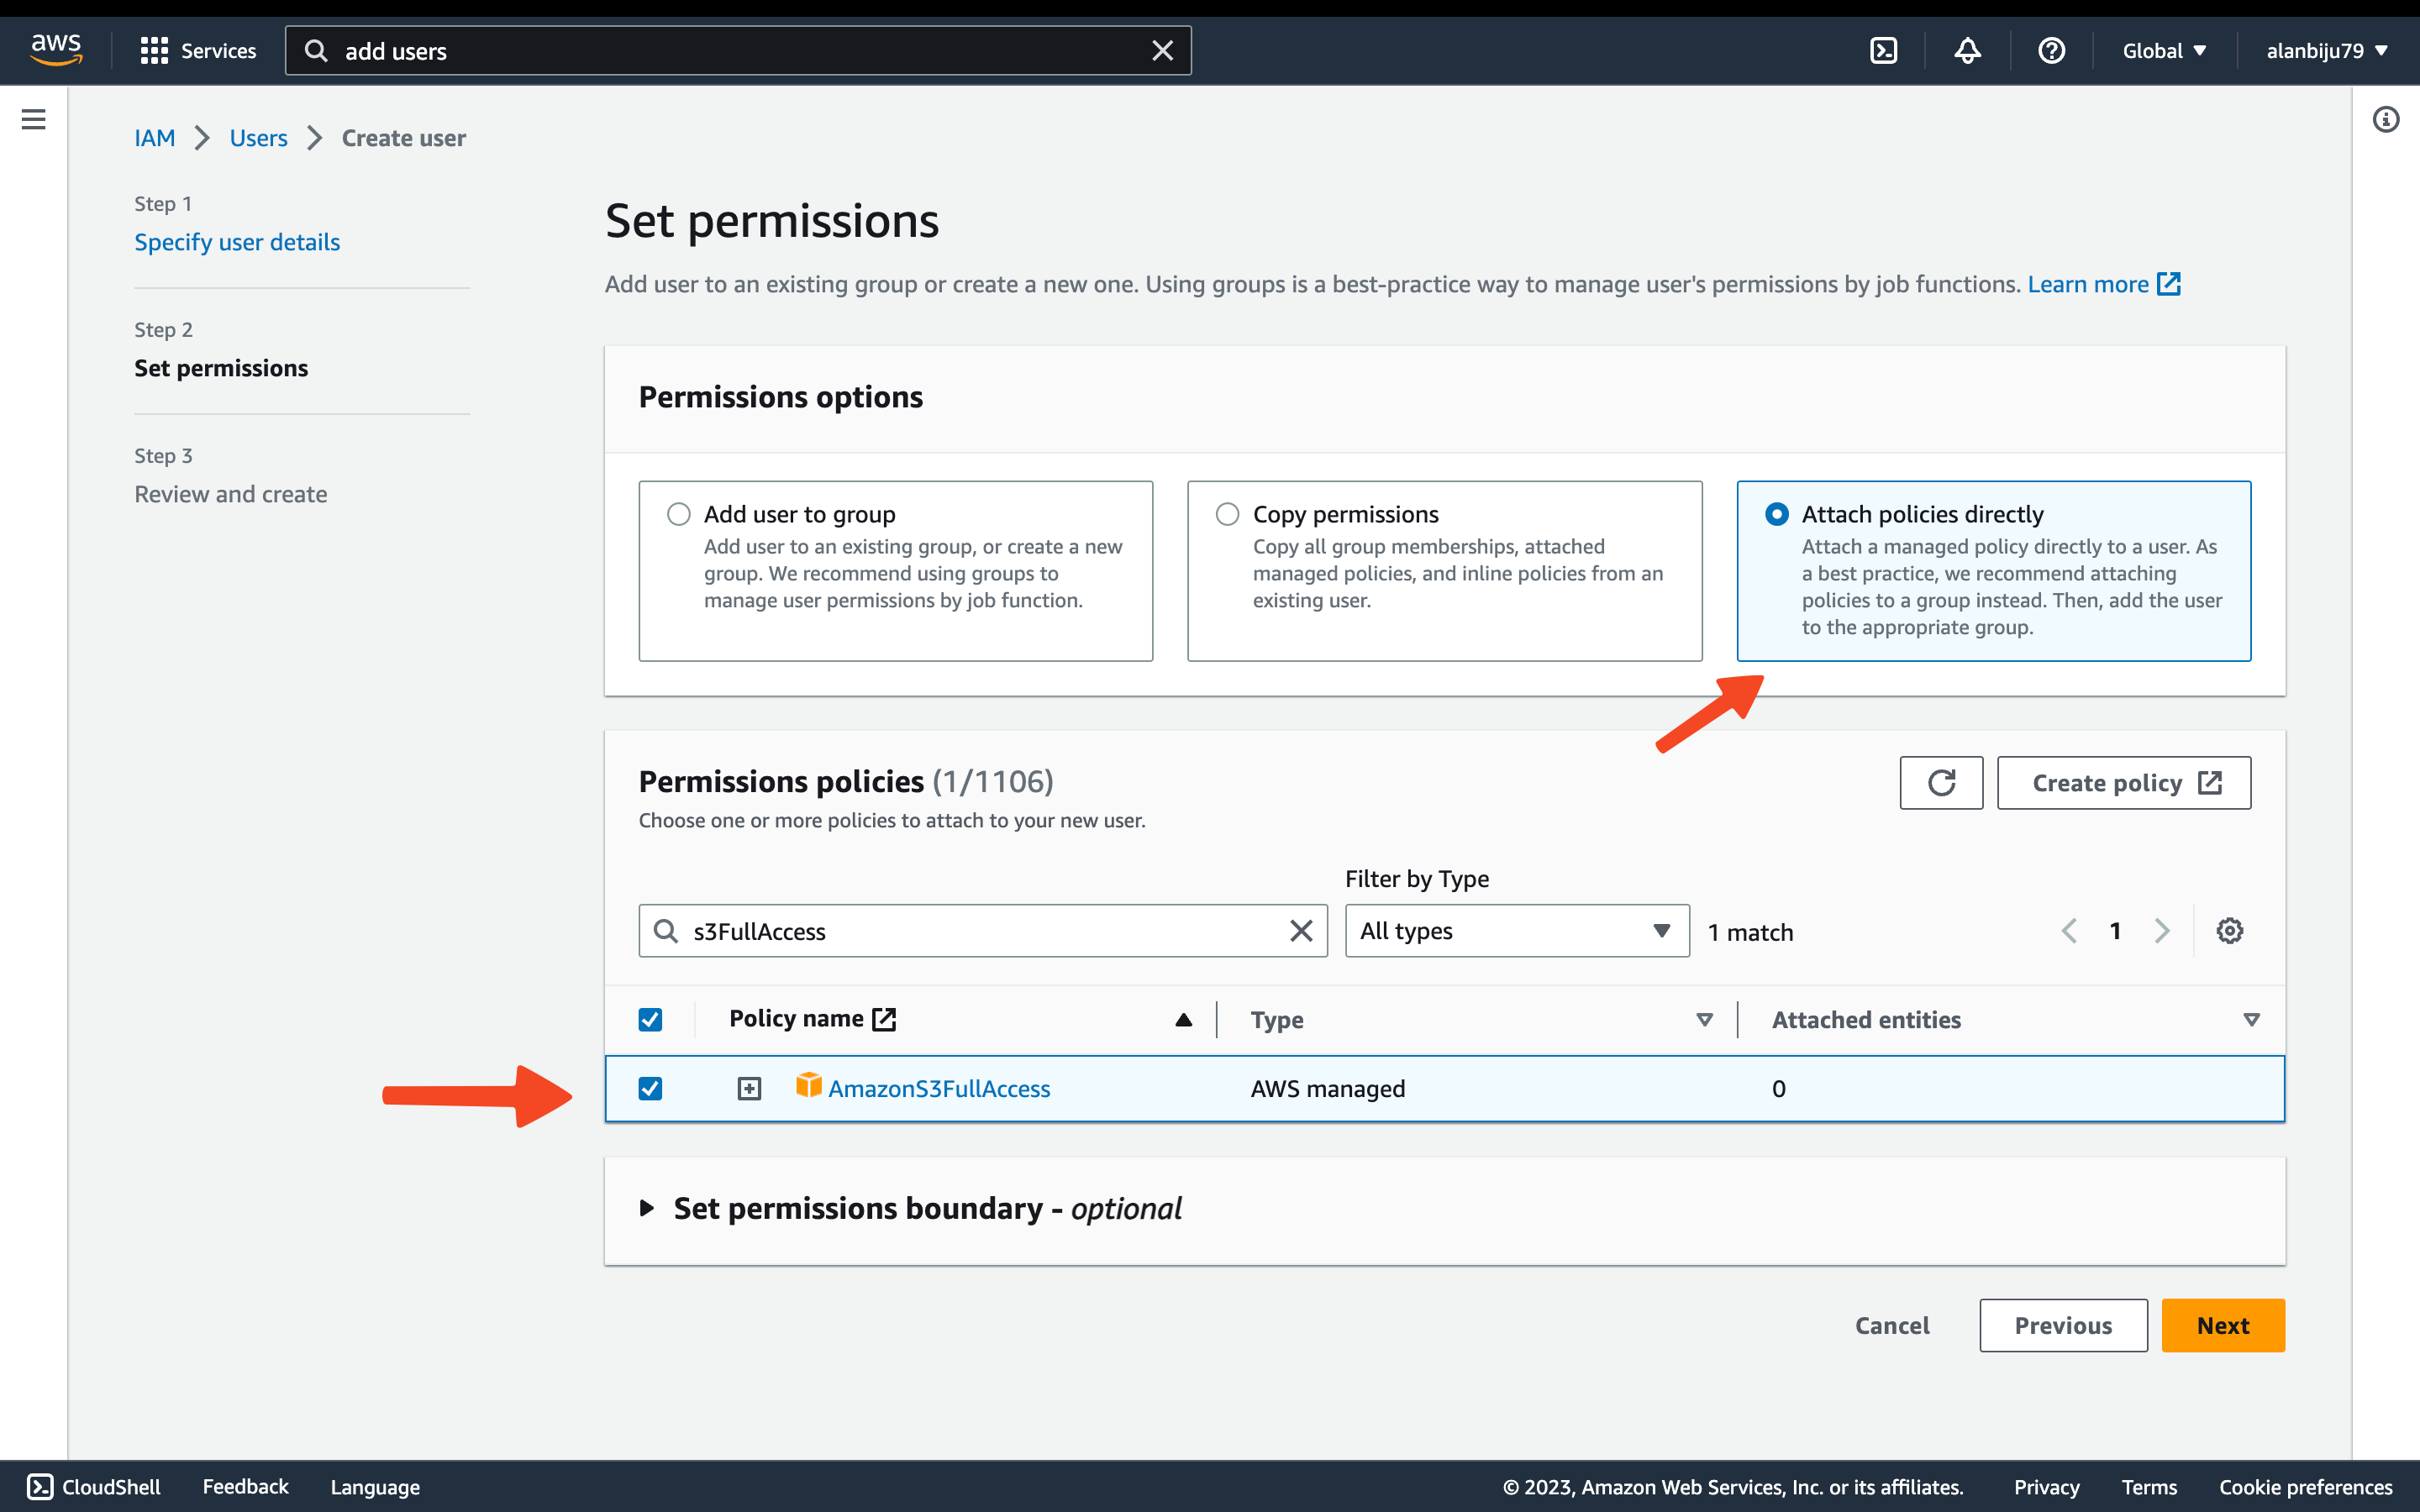 aws
Services
add users
Global
alanbiju79
IAM
Users
Create user
Step 1
Specify user details
Step 2
Set permissions
Step 3
Review and create
Set permissions
Add user to an existing group or create a new one. Using groups is a best-practice way to manage user's permissions by job functions. Learn more
Permissions options
Add user to group
Add user to an existing group, or create a new
group. We recommend using groups to
manage user permissions by job function.
Copy permissions
Copy all group memberships, attached
managed policies, and inline policies from an
existing user.
Attach policies directly
Attach a managed policy directly to a user. As
a best practice, we recommend attaching
policies to a group instead. Then, add the user
to the appropriate group.
Permissions policies (1/1106)
Choose one or more policies to attach to your new user.
Create policy
Filter by Type
s3FullAccess
All types
1 match
1
Policy name
Type
Attached entities
AmazonS3FullAccess
AWS managed
0
Set permissions boundary - optional
Cancel
Previous
Next
CloudShell
Feedback
Language
© 2023, Amazon Web Services, Inc. or its affiliates.
Privacy
Terms
Cookie preferences